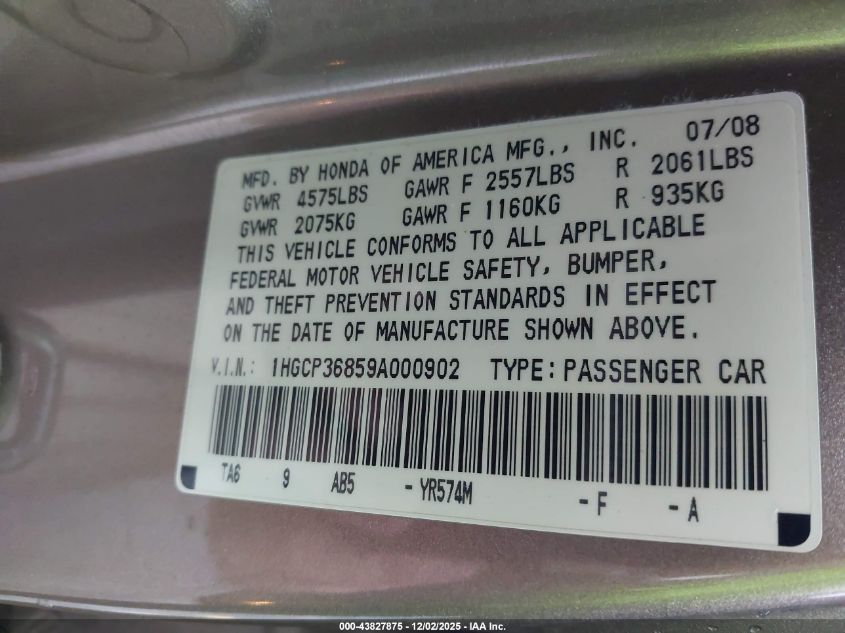 MFD. BY HONDA OF AMERICA MFG., INC. 07/08
GVWR 4575LBS GAWR F 2557LBS R 2061LBS
GVWR 2075KG GAWR F 1160KG R 935KG
THIS VEHICLE CONFORMS TO ALL APPLICABLE
FEDERAL MOTOR VEHICLE SAFETY, BUMPER,
AND THEFT PREVENTION STANDARDS IN EFFECT
ON THE DATE OF MANUFACTURE SHOWN ABOVE.
V.I.N.: 1HGCP36859A000902 TYPE: PASSENGER CAR
TA6 9 AB5 - YR574M - F - A
000-43827875 - 12/02/2025 - IAA Inc.